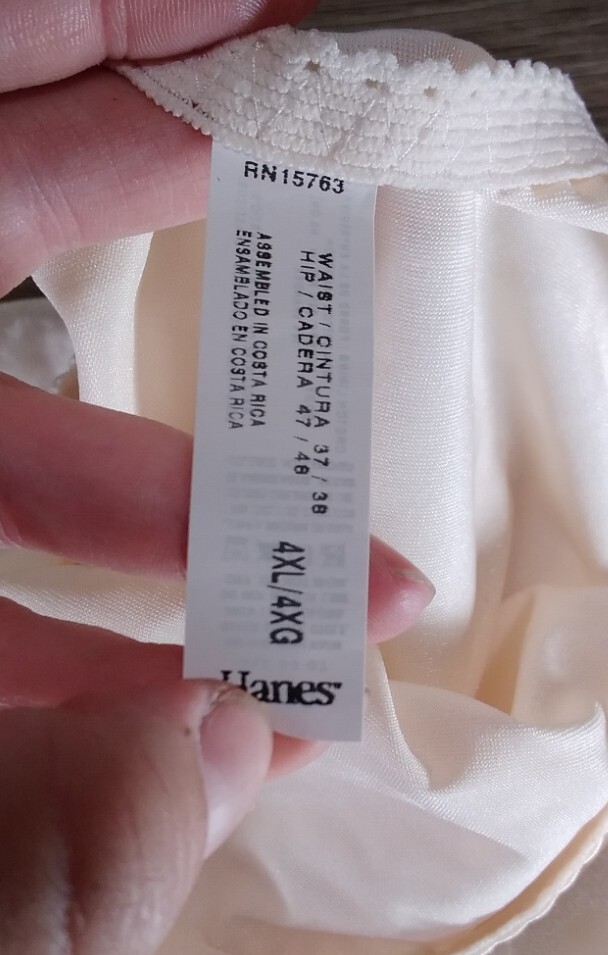 RN15763
WAIST / CINTURA 37 / 38
HIP / CADERA 47 / 48
ASSEMBLED IN COSTA RICA
ENSAMBLADO EN COSTA RICA
4XL/4XG
Hanes